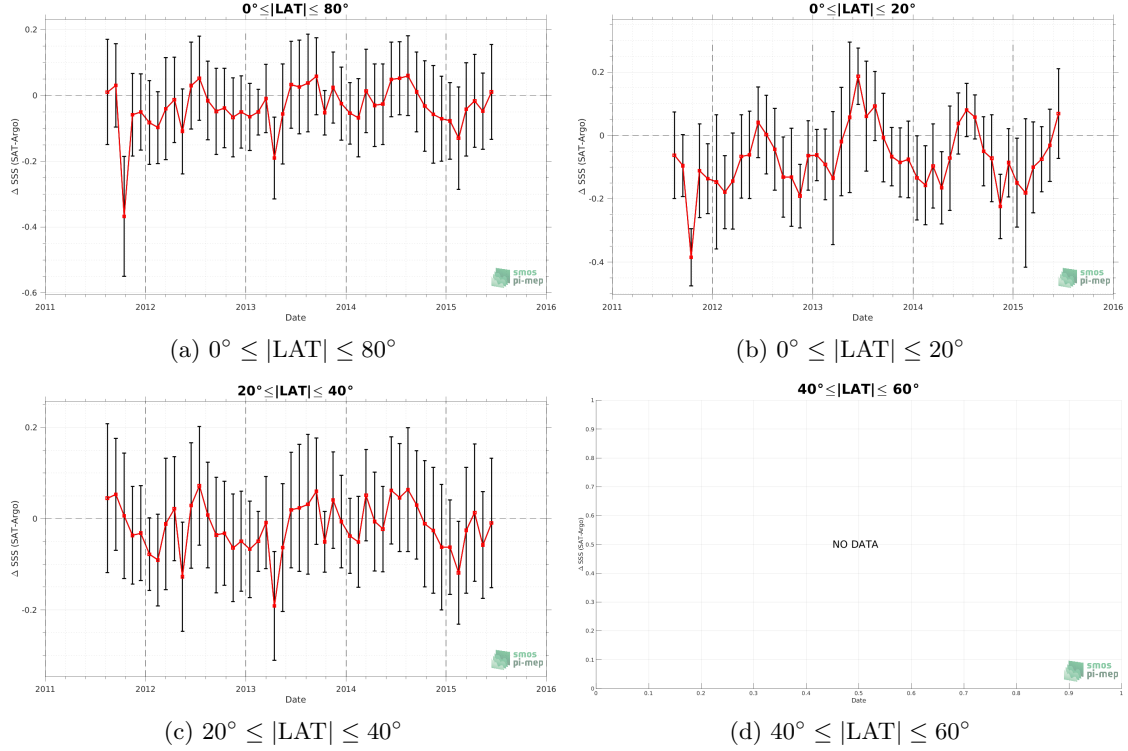 0°≤|LAT|≤ 80°
0.2
0
-0.2
-0.4
-0.6
Δ SSS (SAT-Argo)
2011 2012 2013 2014 2015 2016
Date
smos
pi-mep
(a) 0° ≤ |LAT| ≤ 80°
0°≤|LAT|≤ 20°
0.2
0
-0.2
-0.4
Δ SSS (SAT-Argo)
2011 2012 2013 2014 2015 2016
Date
smos
pi-mep
(b) 0° ≤ |LAT| ≤ 20°
20°≤|LAT|≤ 40°
0.2
0
-0.2
Δ SSS (SAT-Argo)
2011 2012 2013 2014 2015 2016
Date
smos
pi-mep
(c) 20° ≤ |LAT| ≤ 40°
40°≤|LAT|≤ 60°
1
0.9
0.8
0.7
0.6
0.5
0.4
0.3
0.2
0.1
0
Δ SSS (SAT-Argo)
NO DATA
0 0.1 0.2 0.3 0.4 0.5 0.6 0.7 0.8 0.9 1
Date
smos
pi-mep
(d) 40° ≤ |LAT| ≤ 60°